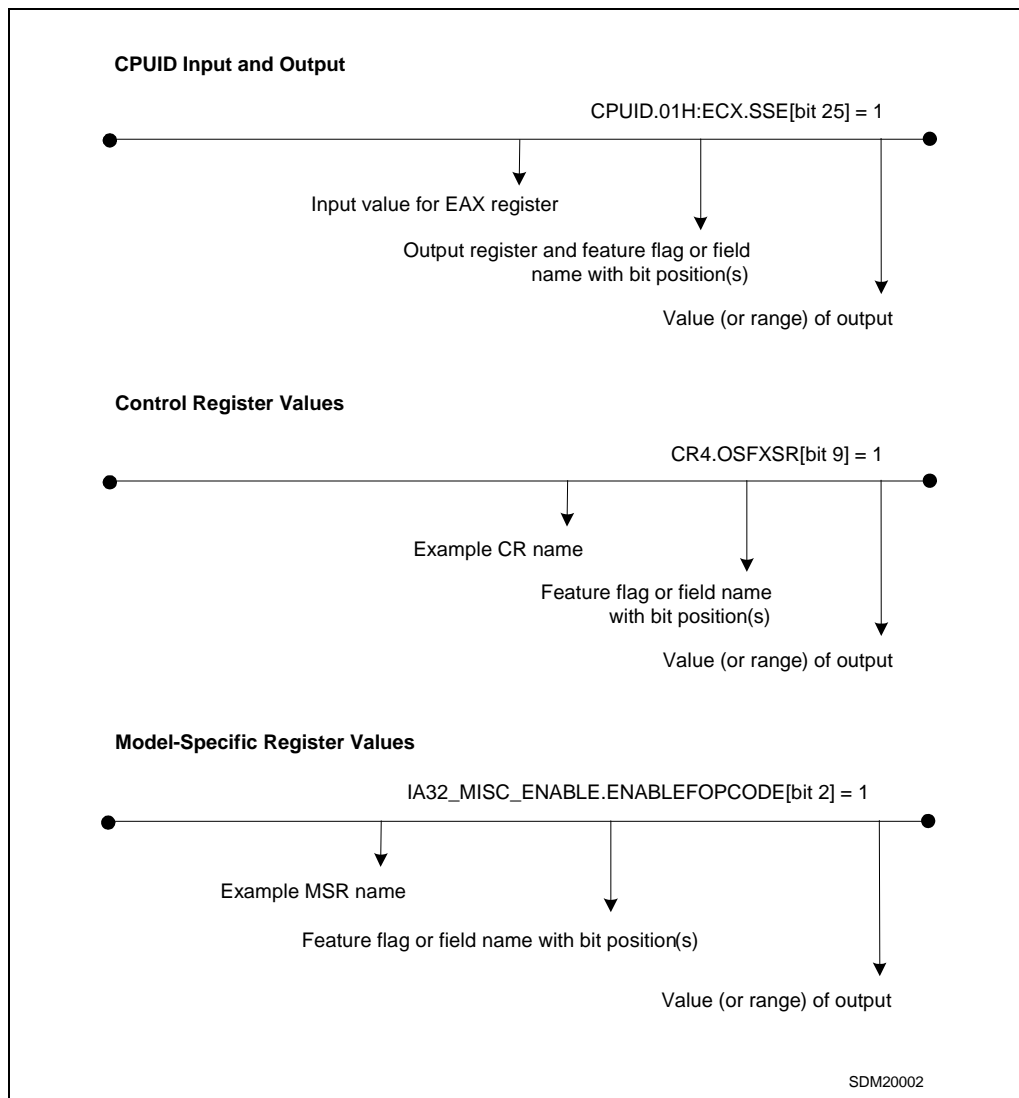 CPUID Input and Output
CPUID.01H:ECX.SSE[bit 25] = 1
Input value for EAX register
Output register and feature flag or field
name with bit position(s)
Value (or range) of output
Control Register Values
CR4.OSFXSR[bit 9] = 1
Example CR name
Feature flag or field name
with bit position(s)
Value (or range) of output
Model-Specific Register Values
IA32_MISC_ENABLE.ENABLEFOPCODE[bit 2] = 1
Example MSR name
Feature flag or field name with bit position(s)
Value (or range) of output
SDM20002